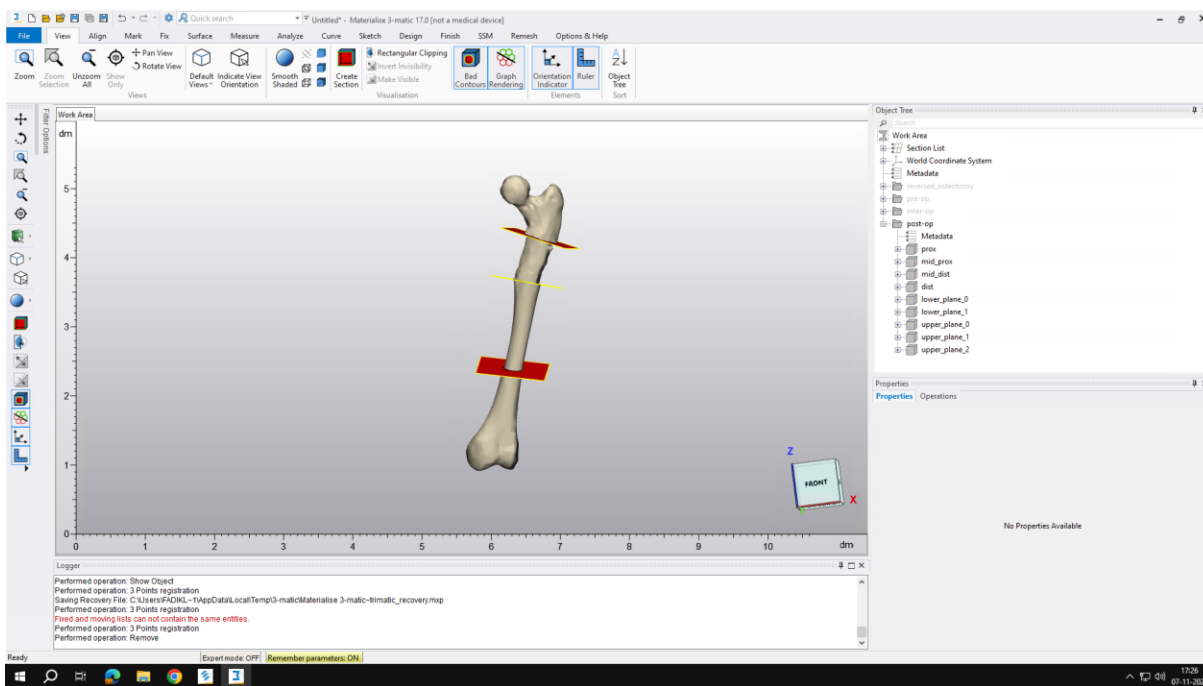 Quick search
Untitled* - Materialise 3-matic 17.0 [not a medical device]
File View Align Mark Fix Surface Measure Analyze Curve Sketch Design Finish SSM Remesh Options & Help
Zoom
Zoom Selection
Unzoom All
Show Only
Pan View
Rotate View
Views
Default Views
Indicate View Orientation
Smooth Shaded
Create Section
Rectangular Clipping
Invert Invisibility
Make Visible
Visualisation
Bad Contours
Graph Rendering
Orientation Indicator
Ruler
Elements
Object Tree
Sort
Filter Options
Work Area
dm
5
4
3
2
1
0
0 1 2 3 4 5 6 7 8 9 10 dm
Z
FRONT
X
Object Tree
Search
Work Area
Section List
World Coordinate System
Metadata
reversed_osteotomy
pre-op
inter-op
post-op
Metadata
prox
mid_prox
mid_dist
dist
lower_plane_0
lower_plane_1
upper_plane_0
upper_plane_1
upper_plane_2
Properties
Properties Operations
No Properties Available
Logger
Performed operation: Show Object
Performed operation: 3 Points registration
Saving Recovery File: C:\Users\FADIKL~1\AppData\Local\Temp\3-matic\Materialise 3-matic~trimatic_recovery.mxp
Performed operation: 3 Points registration
Fixed and moving lists can not contain the same entities.
Performed operation: 3 Points registration
Performed operation: Remove
Ready
Expert mode: OFF Remember parameters: ON
17:26
07-11-20